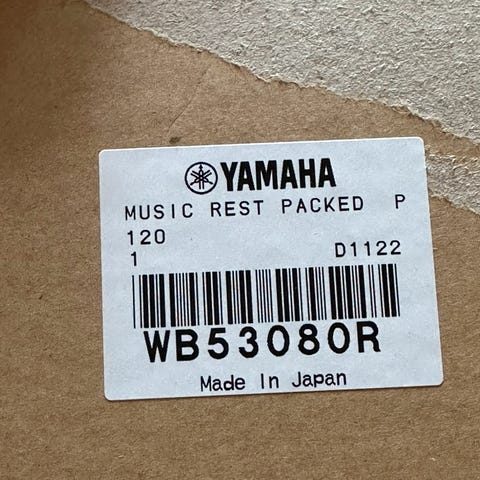 YAMAHA
MUSIC REST PACKED P
120
1 D1122
WB53080R
Made In Japan